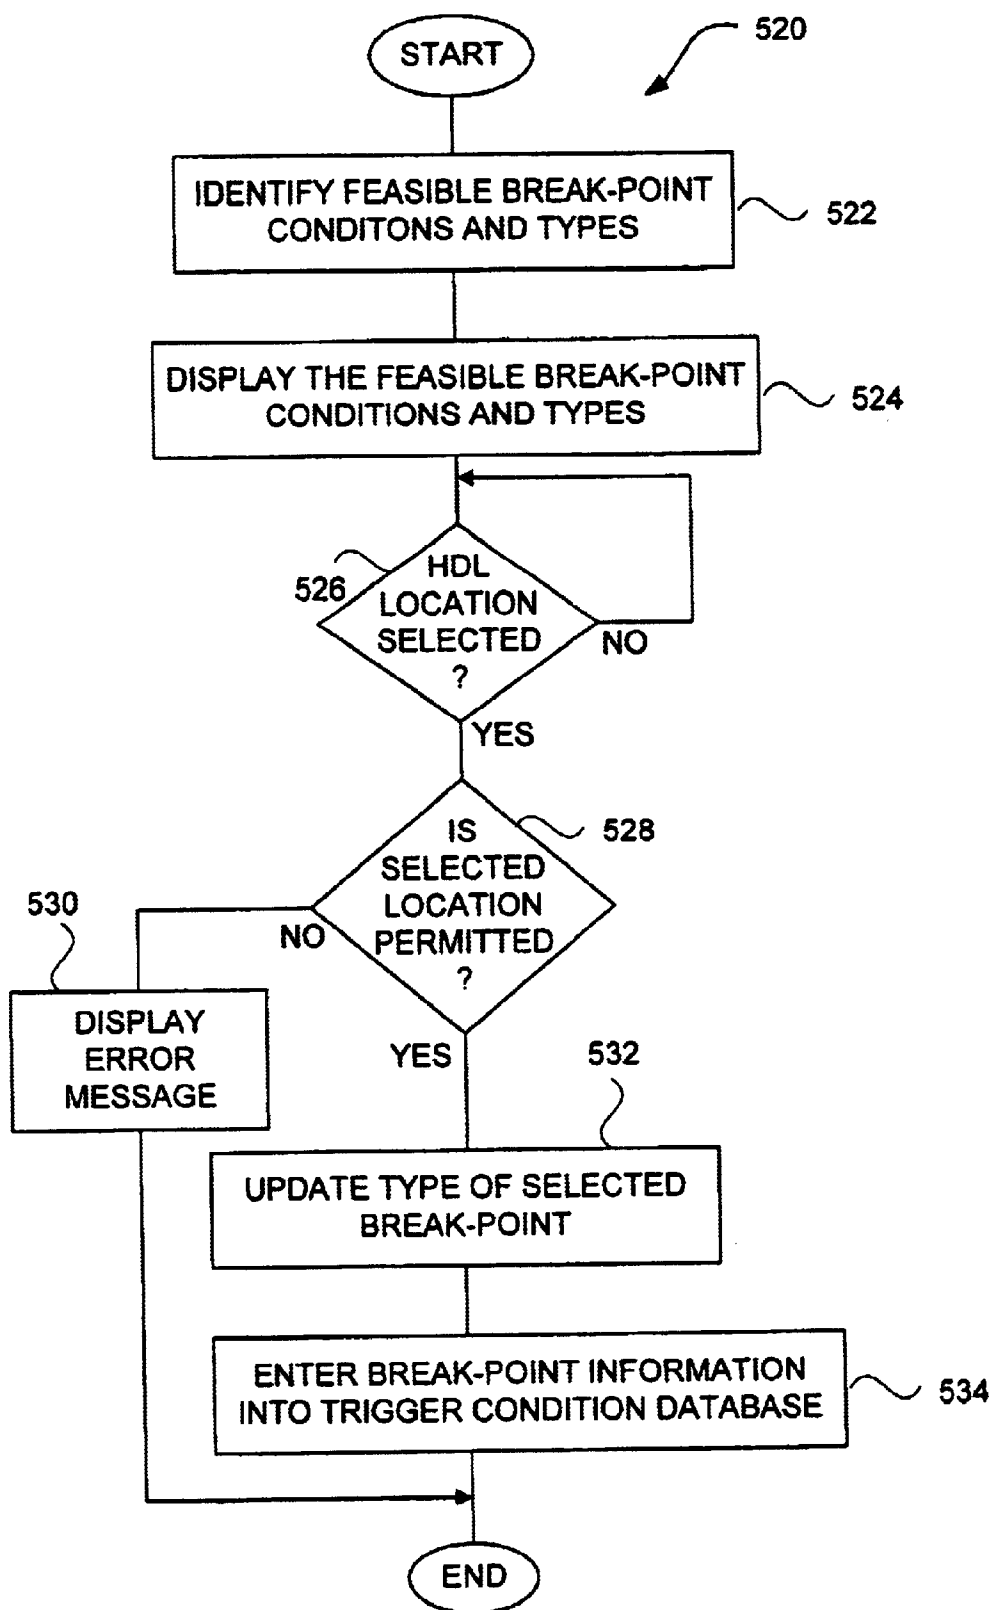 START
520
IDENTIFY FEASIBLE BREAK-POINT
CONDITONS AND TYPES
522
DISPLAY THE FEASIBLE BREAK-POINT
CONDITIONS AND TYPES
524
526
HDL
LOCATION
SELECTED
?
NO
YES
IS
SELECTED
LOCATION
PERMITTED
?
528
530
NO
DISPLAY
ERROR
MESSAGE
YES
532
UPDATE TYPE OF SELECTED
BREAK-POINT
ENTER BREAK-POINT INFORMATION
INTO TRIGGER CONDITION DATABASE
534
END